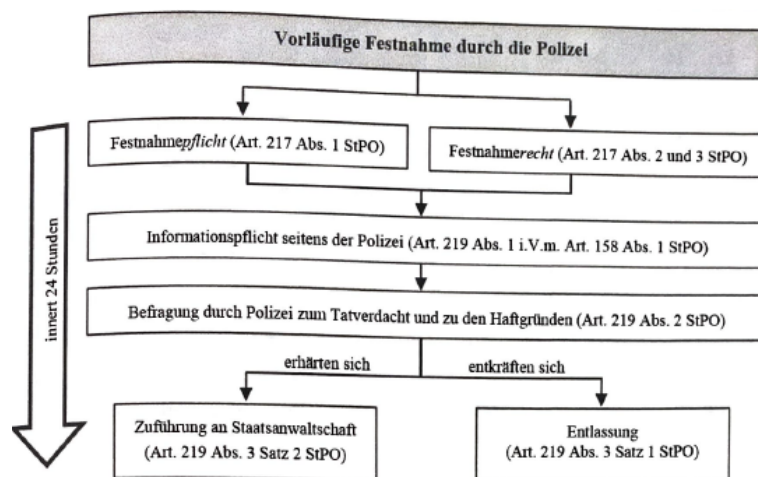 Vorläufige Festnahme durch die Polizei
Festnahmepflicht (Art. 217 Abs. 1 StPO)
Festnahmerecht (Art. 217 Abs. 2 und 3 StPO)
innert 24 Stunden
Informationspflicht seitens der Polizei (Art. 219 Abs. 1 i.V.m. Art. 158 Abs. 1 StPO)
Befragung durch Polizei zum Tatverdacht und zu den Haftgründen (Art. 219 Abs. 2 StPO)
erhärten sich
entkräften sich
Zuführung an Staatsanwaltschaft
(Art. 219 Abs. 3 Satz 2 StPO)
Entlassung
(Art. 219 Abs. 3 Satz 1 StPO)